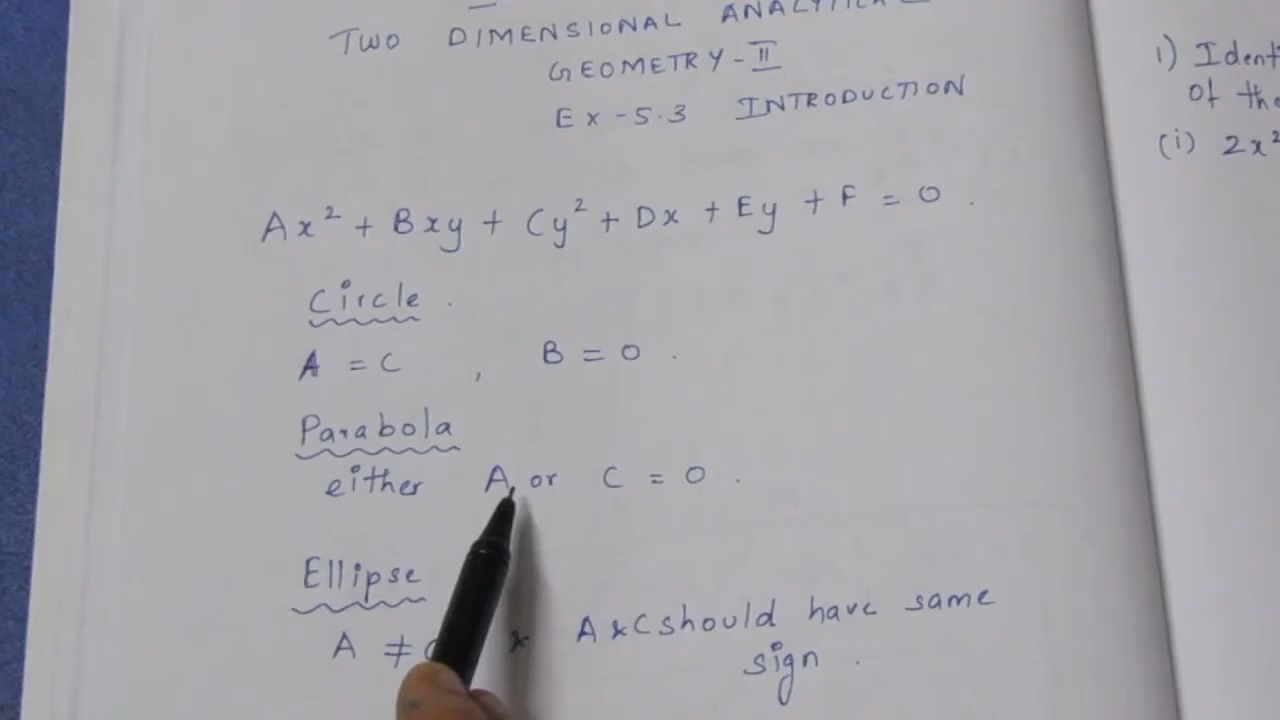 TWO DIMENSIONAL ANALYTICAL
GEOMETRY-II
Ex-5.3 INTRODUCTION
Ax² + Bxy + Cy² + Dx + Ey + F = 0.
Circle.
A = C, B = 0.
Parabola
either A or C = 0.
Ellipse
A ≠ & A & C should have same
sign.
1) Ident
of the
(i) 2x²